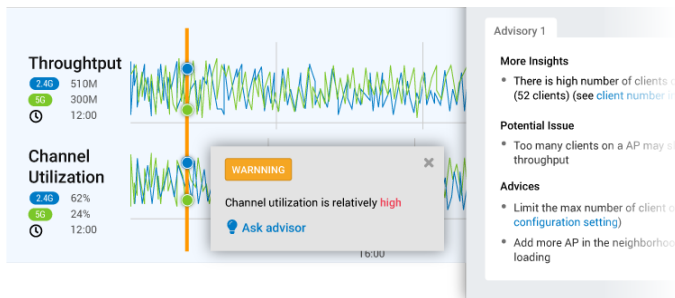 Throughtput
2.4G 510M
5G 300M
12:00
Channel
Utilization
2.4G 62%
5G 24%
12:00
WARNNING
Channel utilization is relatively high
Ask advisor
16:00
Advisory 1
More Insights
There is high number of clients
(52 clients) (see client number
Potential Issue
Too many clients on a AP may
throughput
Advices
Limit the max number of client
configuration setting)
Add more AP in the neighborhoo
loading